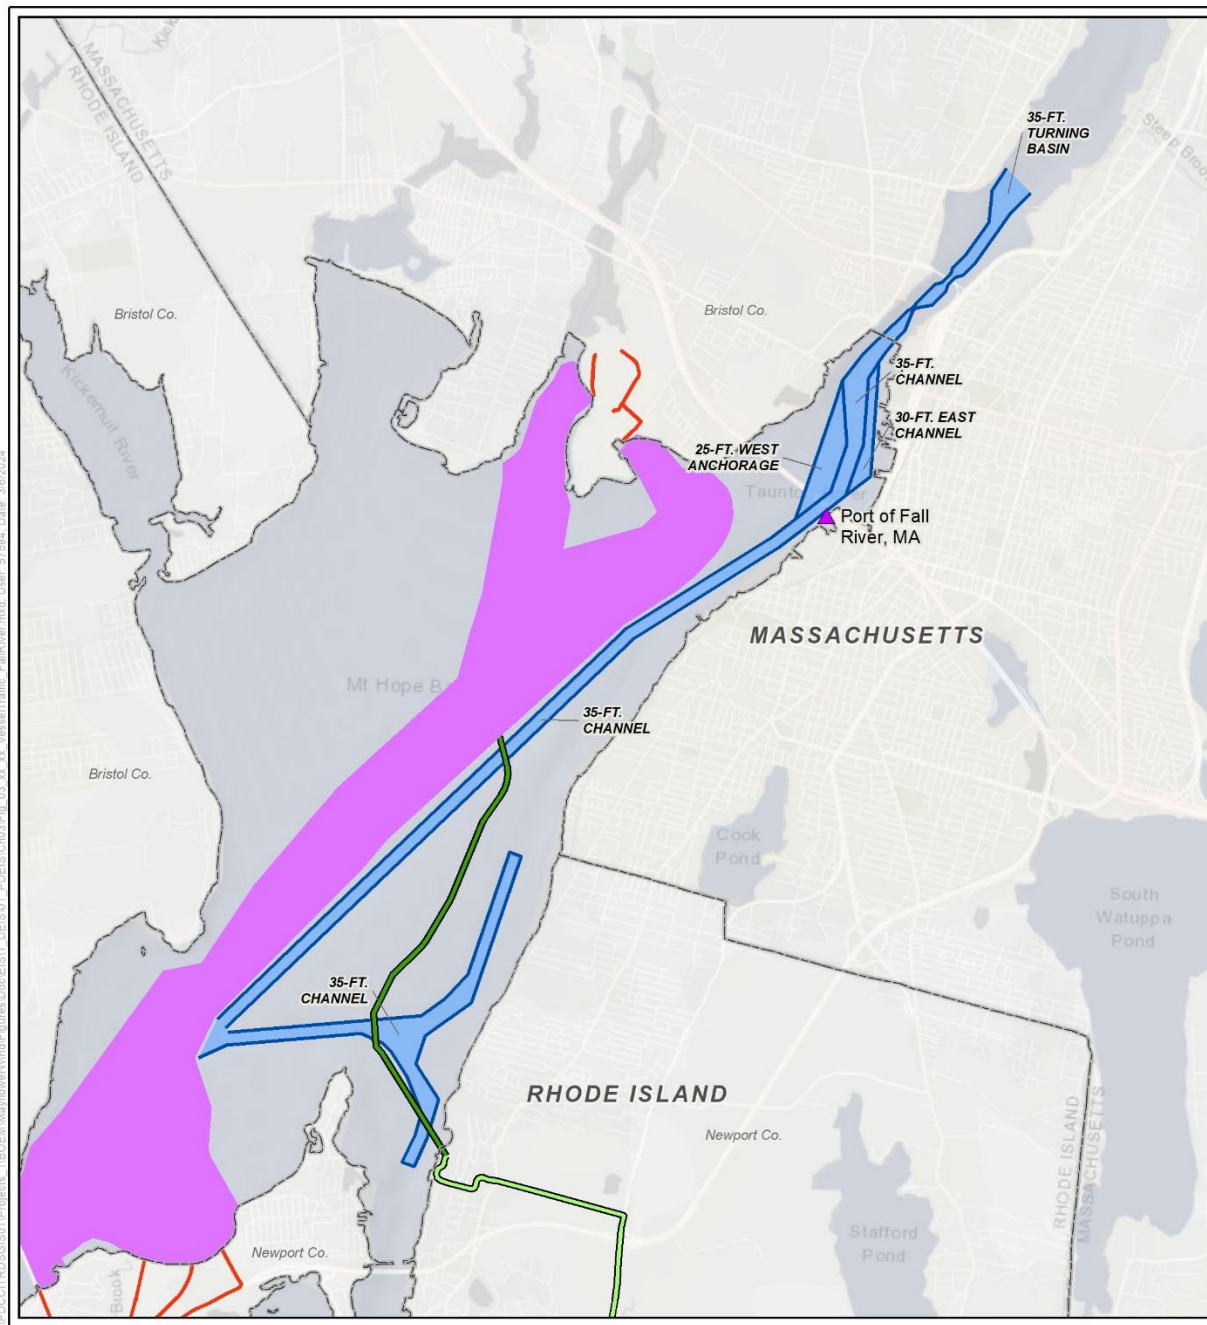 MASSACHUSETTS
RHODE ISLAND
35-FT.
TURNING
BASIN
Bristol Co.
Bristol Co.
Kickemuit River
35-FT.
CHANNEL
30-FT. EAST
CHANNEL
25-FT. WEST
ANCHORAGE
Port of Fall
River, MA
MASSACHUSETTS
Mt Hope
35-FT.
CHANNEL
Bristol Co.
Cook
Pond
South
Watuppa
Pond
35-FT.
CHANNEL
RHODE ISLAND
Newport Co.
RHODE ISLAND
MASSACHUSETTS
Stafford
Pond
Newport Co.
Brook